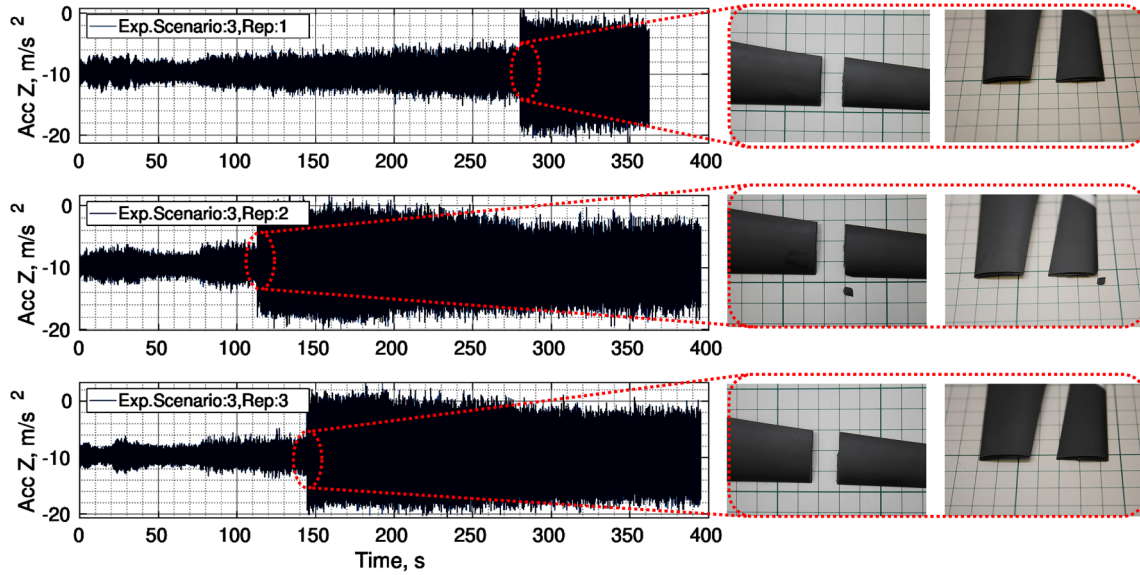 Exp.Scenario:3,Rep:1
Acc Z, m/s 2
0
-10
-20
0 50 100 150 200 250 300 350 400
Exp.Scenario:3,Rep:2
Acc Z, m/s 2
0
-10
-20
0 50 100 150 200 250 300 350 400
Exp.Scenario:3,Rep:3
Acc Z, m/s 2
0
-10
-20
0 50 100 150 200 250 300 350 400
Time, s